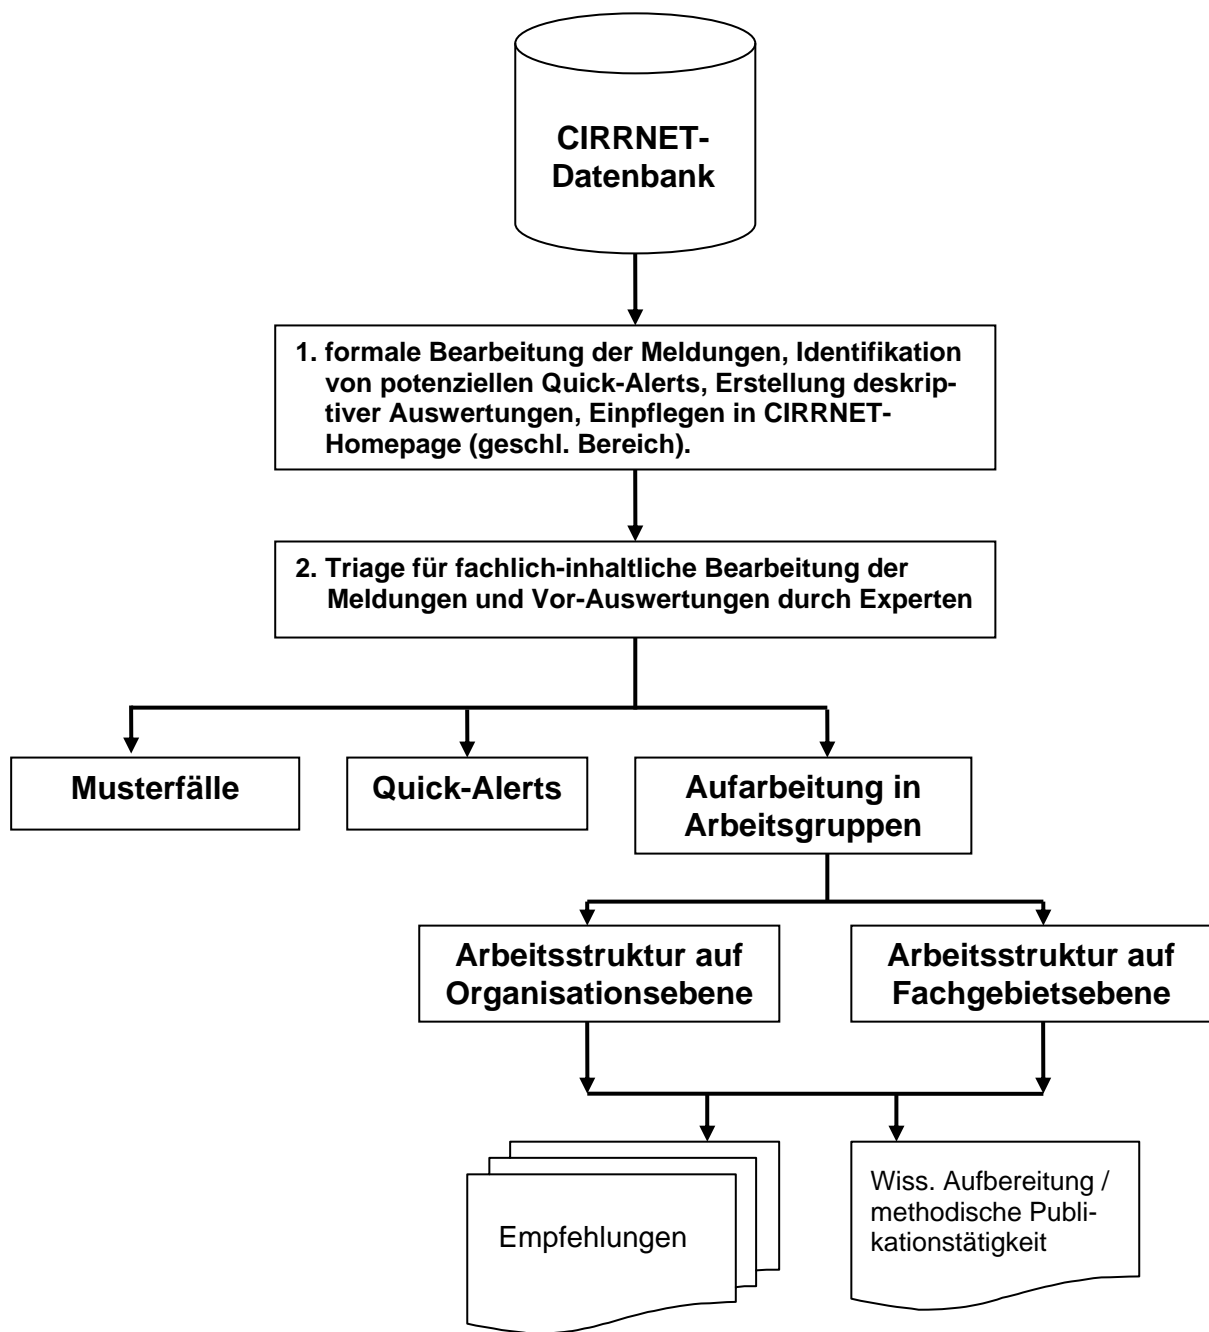 CIRRNET-
Datenbank
1. formale Bearbeitung der Meldungen, Identifikation
von potenziellen Quick-Alerts, Erstellung deskrip-
tiver Auswertungen, Einpflegen in CIRRNET-
Homepage (geschl. Bereich).
2. Triage für fachlich-inhaltliche Bearbeitung der
Meldungen und Vor-Auswertungen durch Experten
Musterfälle
Quick-Alerts
Aufarbeitung in
Arbeitsgruppen
Arbeitsstruktur auf
Organisationsebene
Arbeitsstruktur auf
Fachgebietsebene
Empfehlungen
Wiss. Aufbereitung /
methodische Publi-
kationstätigkeit